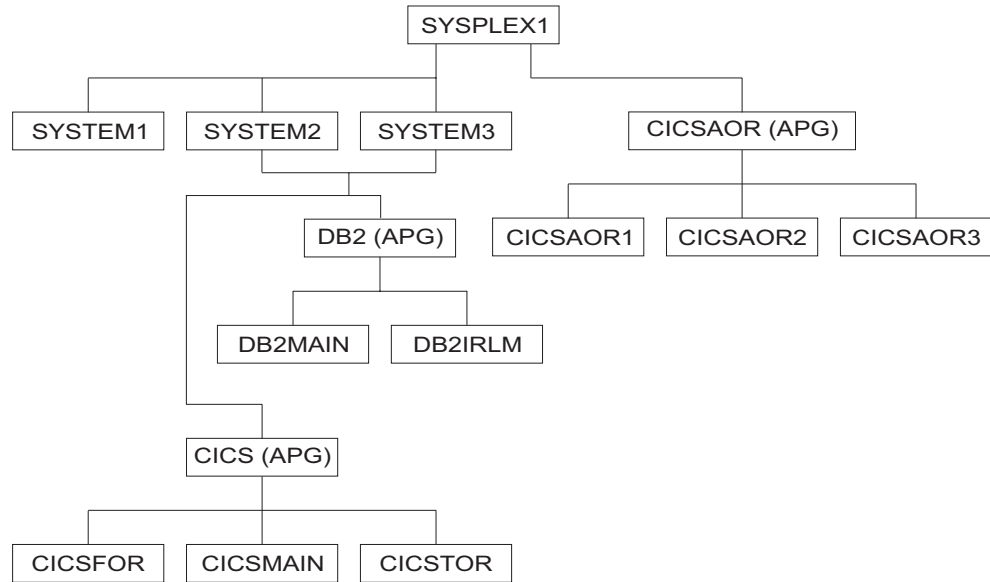 SYSPLEX1
SYSTEM1
SYSTEM2
SYSTEM3
CICSAOR (APG)
DB2 (APG)
CICSAOR1
CICSAOR2
CICSAOR3
DB2MAIN
DB2IRLM
CICS (APG)
CICSFOR
CICSMAIN
CICSTOR